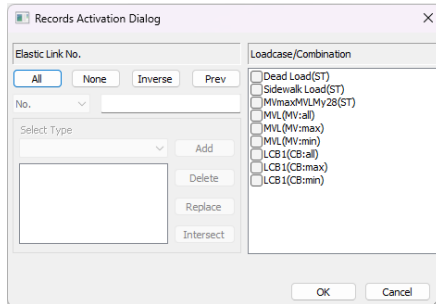 Records Activation Dialog
Elastic Link No.
All None Inverse Prev
No.
Select Type
Add
Delete
Replace
Intersect
Loadcase/Combination
Dead Load(ST)
Sidewalk Load(ST)
MVmaxMVLMy28(ST)
MVL(MV:all)
MVL(MV:max)
MVL(MV:min)
LCB1(CB:all)
LCB1(CB:max)
LCB1(CB:min)
OK Cancel